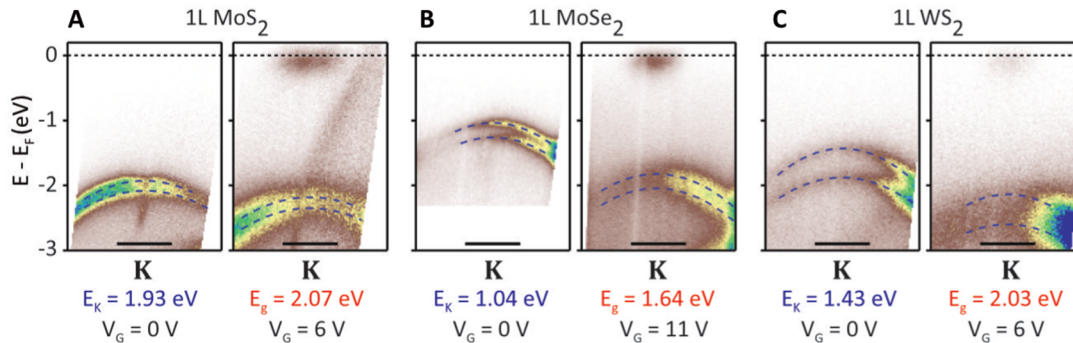 A 1L MoS2 B 1L MoSe2 C 1L WS2
0
-1
-2
-3
E - EF (eV)
K K K K K K
EK = 1.93 eV Eg = 2.07 eV EK = 1.04 eV Eg = 1.64 eV EK = 1.43 eV Eg = 2.03 eV
VG = 0 V VG = 6 V VG = 0 V VG = 11 V VG = 0 V VG = 6 V